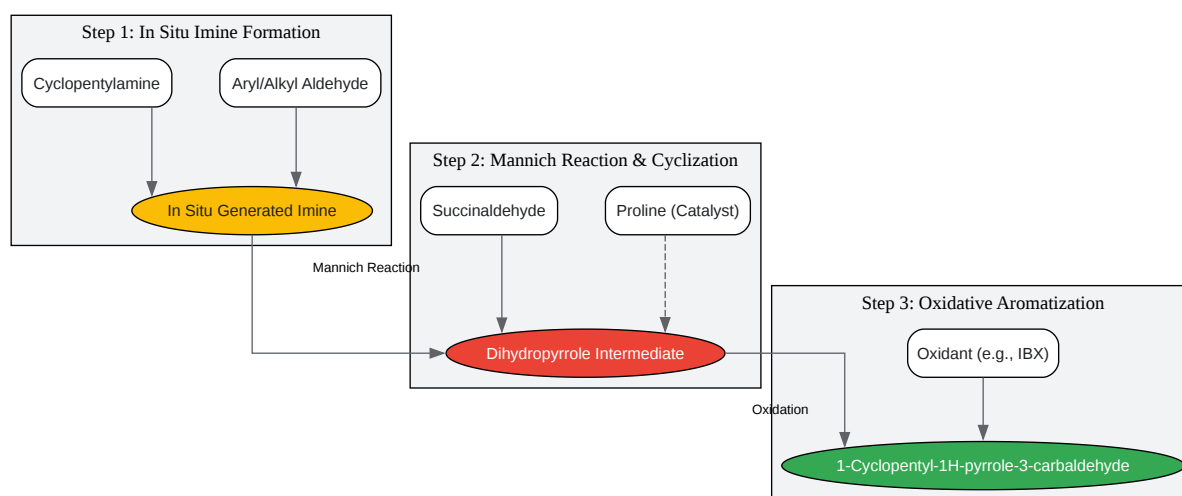 Step 1: In Situ Imine Formation
Cyclopentylamine
Aryl/Alkyl Aldehyde
In Situ Generated Imine
Mannich Reaction
Step 2: Mannich Reaction & Cyclization
Succinaldehyde
Proline (Catalyst)
Dihydropyrrole Intermediate
Oxidation
Step 3: Oxidative Aromatization
Oxidant (e.g., IBX)
1-Cyclopentyl-1H-pyrrole-3-carbaldehyde